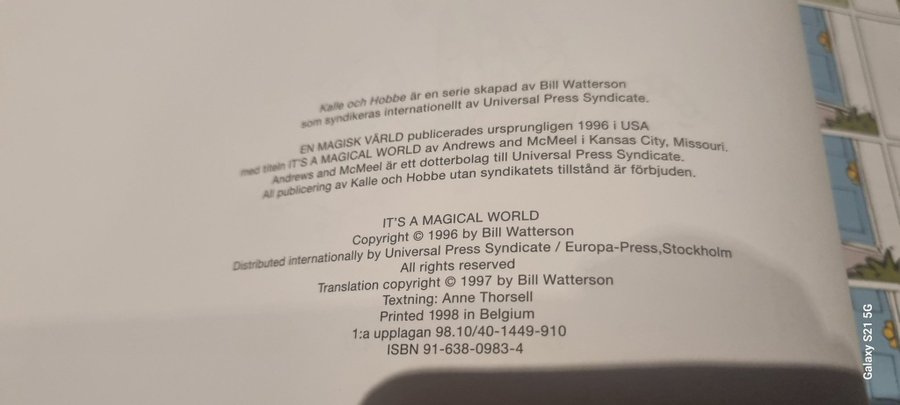 Kalle och Hobbe är en serie skapad av Bill Watterson
som syndikeras internationellt av Universal Press Syndicate.
EN MAGISK VÄRLD publicerades ursprungligen 1996 i USA
med titeln IT'S A MAGICAL WORLD av Andrews and McMeel i Kansas City, Missouri.
Andrews and McMeel är ett dotterbolag till Universal Press Syndicate.
All publicering av Kalle och Hobbe utan syndikatets tillstånd är förbjuden.
IT'S A MAGICAL WORLD
Copyright © 1996 by Bill Watterson
Distributed internationally by Universal Press Syndicate / Europa-Press,Stockholm
All rights reserved
Translation copyright © 1997 by Bill Watterson
Textning: Anne Thorsell
Printed 1998 in Belgium
1:a upplagan 98.10/40-1449-910
ISBN 91-638-0983-4
Galaxy S21 5G